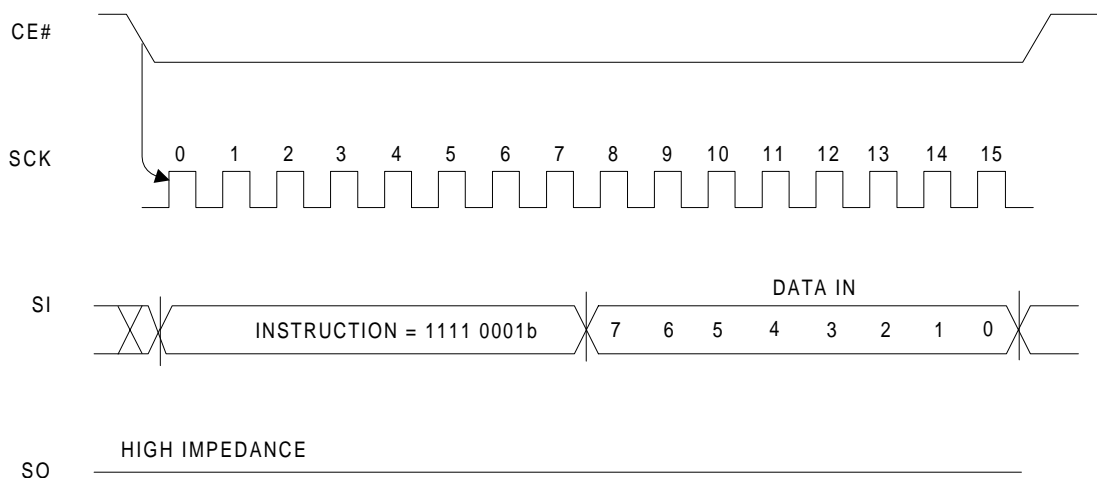 CE#
SCK
0 1 2 3 4 5 6 7 8 9 10 11 12 13 14 15
DATA IN
SI
INSTRUCTION = 1111 0001b 7 6 5 4 3 2 1 0
HIGH IMPEDANCE
SO